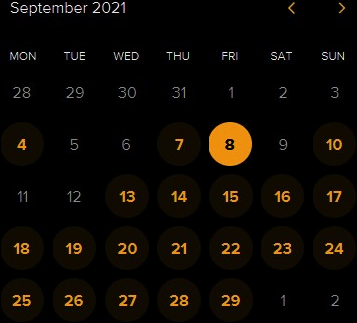 September 2021 < >
MON TUE WED THU FRI SAT SUN
28 29 30 31 1 2 3
4 5 6 7 8 9 10
11 12 13 14 15 16 17
18 19 20 21 22 23 24
25 26 27 28 29 1 2